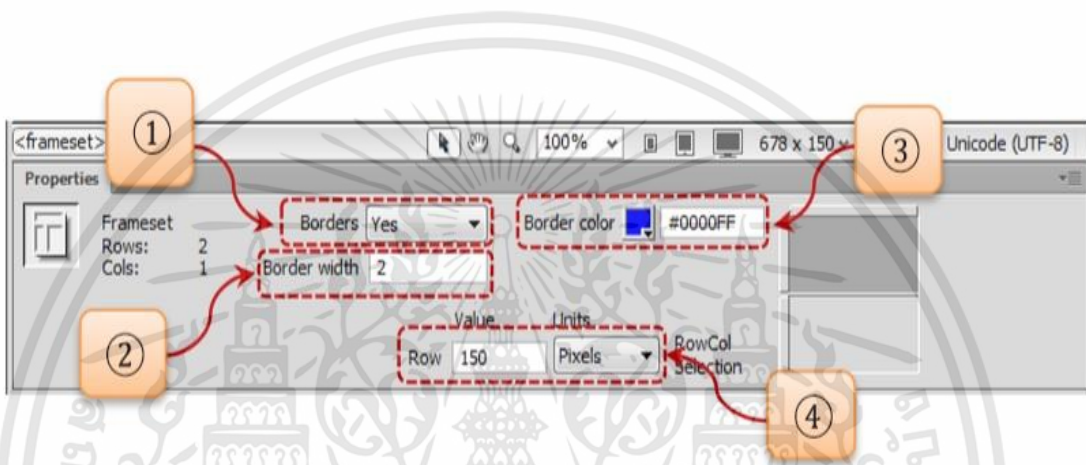 ①
③
<frameset>
100%
678 x 150
Unicode (UTF-8)
Properties
Frameset
Rows: 2
Cols: 1
Borders Yes
Border color #0000FF
Border width 2
②
Value Units
Row 150 Pixels
RowCol
Selection
④